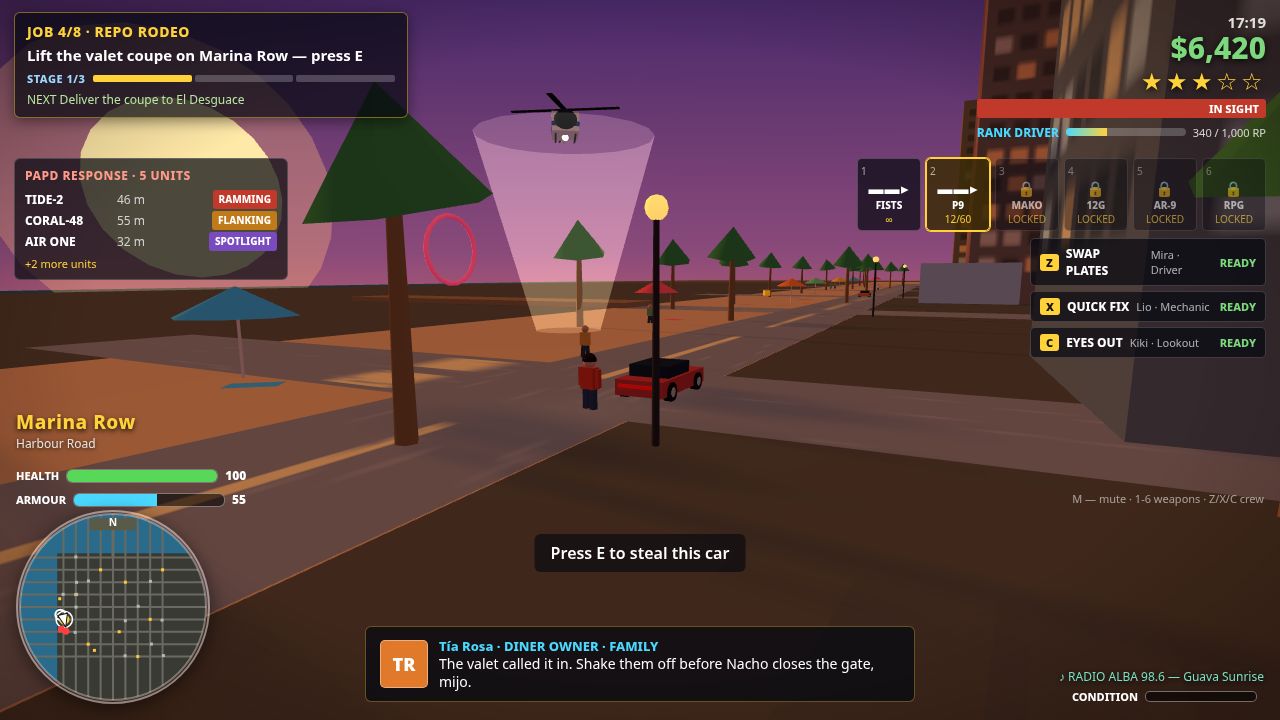 JOB 4/8 · REPO RODEO
Lift the valet coupe on Marina Row — press E
STAGE 1/3
NEXT Deliver the coupe to El Desguace
17:19
$6,420
★★★☆☆
IN SIGHT
RANK DRIVER 340 / 1,000 RP
PAPD RESPONSE · 5 UNITS
TIDE-2 46 m RAMMING
CORAL-48 55 m FLANKING
AIR ONE 32 m SPOTLIGHT
+2 more units
1 2 3 4 5 6
FISTS P9 MAKO 12G AR-9 RPG
∞ 12/60 LOCKED LOCKED LOCKED LOCKED
Z SWAP PLATES Mira · Driver READY
X QUICK FIX Lio · Mechanic READY
C EYES OUT Kiki · Lookout READY
Marina Row
Harbour Road
HEALTH 100
ARMOUR 55
N
M — mute · 1-6 weapons · Z/X/C crew
Press E to steal this car
TR
Tía Rosa · DINER OWNER · FAMILY
The valet called it in. Shake them off before Nacho closes the gate,
mijo.
♪ RADIO ALBA 98.6 — Guava Sunrise
CONDITION